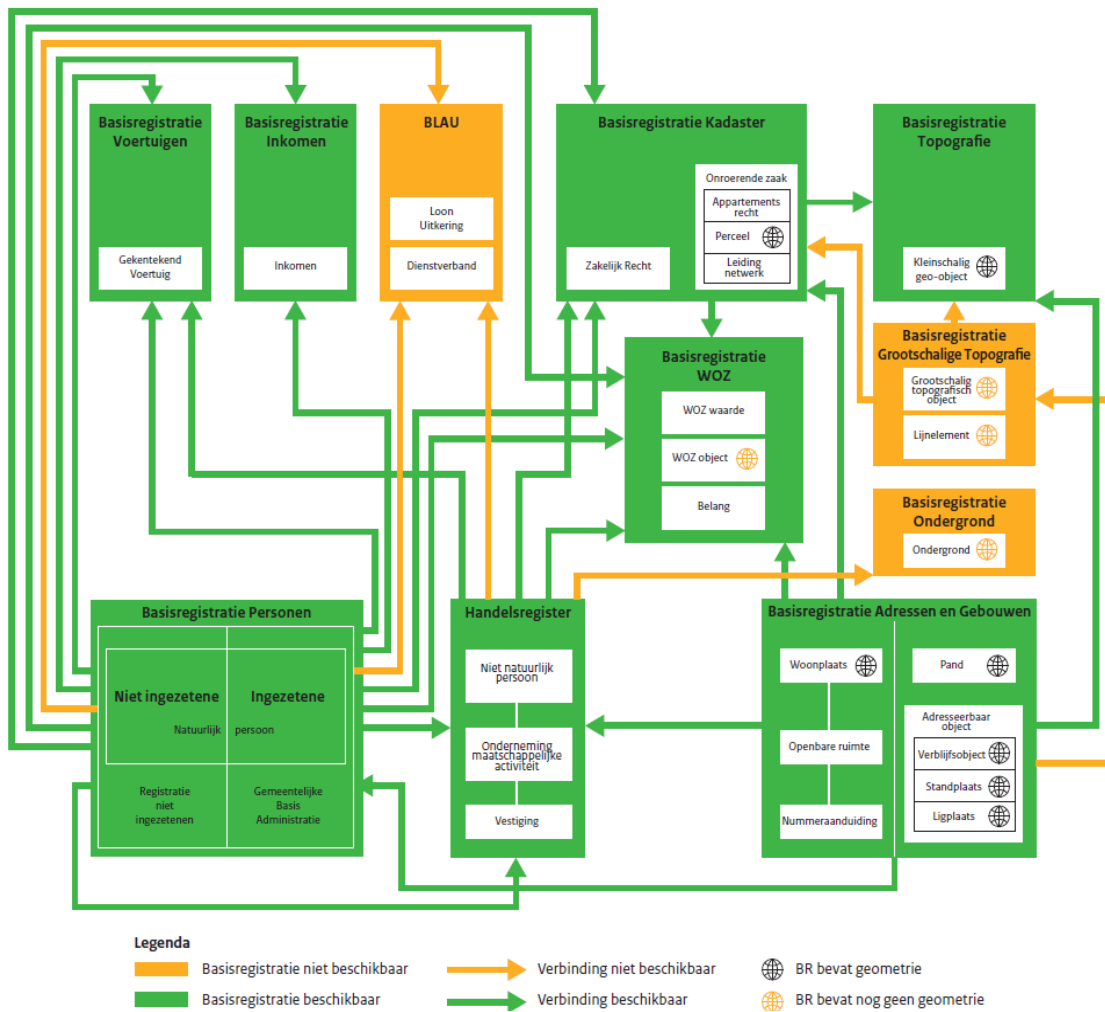 Basisregistratie
Voertuigen
Gekentekend
Voertuig
Basisregistratie
Inkomen
Inkomen
BLAU
Loon
Uitkering
Dienstverband
Basisregistratie Kadaster
Onroerende zaak
Appartements
recht
Perceel
Leiding
netwerk
Zakelijk Recht
Basisregistratie
Topografie
Kleinschalig
geo-object
Basisregistratie
Grootschalige Topografie
Grootschalig
topografisch
object
Lijnelement
Basisregistratie
WOZ
WOZ waarde
WOZ object
Belang
Basisregistratie
Ondergrond
Ondergrond
Basisregistratie Personen
Niet ingezetene
Ingezetene
Natuurlijk
persoon
Registratie
niet
ingezetenen
Gemeentelijke
Basis
Administratie
Handelsregister
Niet natuurlijk
persoon
Onderneming
maatschappelijke
activiteit
Vestiging
Basisregistratie Adressen en Gebouwen
Woonplaats
Openbare ruimte
Nummeraanduiding
Pand
Adresseerbaar
object
Verblijfsobject
Standplaats
Ligplaats
Legenda
Basisregistratie niet beschikbaar
Verbinding niet beschikbaar
BR bevat geometrie
Basisregistratie beschikbaar
Verbinding beschikbaar
BR bevat nog geen geometrie